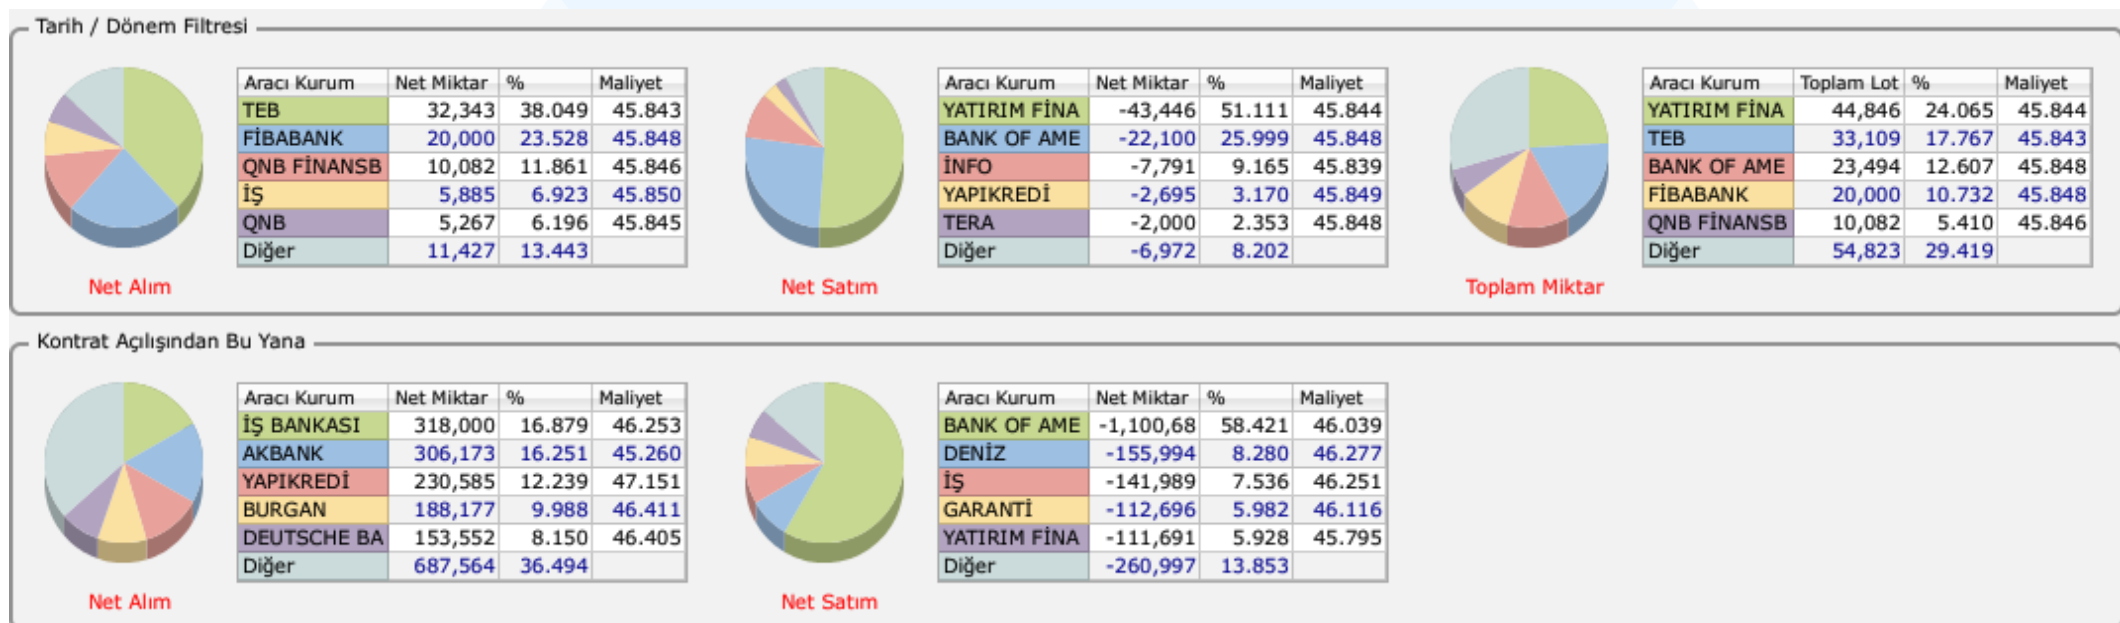 Tarih / Dönem Filtresi
Aracı Kurum Net Miktar % Maliyet
TEB 32,343 38.049 45.843
FİBABANK 20,000 23.528 45.848
QNB FİNANSB 10,082 11.861 45.846
İŞ 5,885 6.923 45.850
QNB 5,267 6.196 45.845
Diğer 11,427 13.443
Net Alım
Aracı Kurum Net Miktar % Maliyet
YATIRIM FİNA -43,446 51.111 45.844
BANK OF AME -22,100 25.999 45.848
İNFO -7,791 9.165 45.839
YAPIKREDİ -2,695 3.170 45.849
TERA -2,000 2.353 45.848
Diğer -6,972 8.202
Net Satım
Aracı Kurum Toplam Lot % Maliyet
YATIRIM FİNA 44,846 24.065 45.844
TEB 33,109 17.767 45.843
BANK OF AME 23,494 12.607 45.848
FİBABANK 20,000 10.732 45.848
QNB FİNANSB 10,082 5.410 45.846
Diğer 54,823 29.419
Toplam Miktar
Kontrat Açılışından Bu Yana
Aracı Kurum Net Miktar % Maliyet
İŞ BANKASI 318,000 16.879 46.253
AKBANK 306,173 16.251 45.260
YAPIKREDİ 230,585 12.239 47.151
BURGAN 188,177 9.988 46.411
DEUTSCHE BA 153,552 8.150 46.405
Diğer 687,564 36.494
Net Alım
Aracı Kurum Net Miktar % Maliyet
BANK OF AME -1,100,68 58.421 46.039
DENİZ -155,994 8.280 46.277
İŞ -141,989 7.536 46.251
GARANTİ -112,696 5.982 46.116
YATIRIM FİNA -111,691 5.928 45.795
Diğer -260,997 13.853
Net Satım